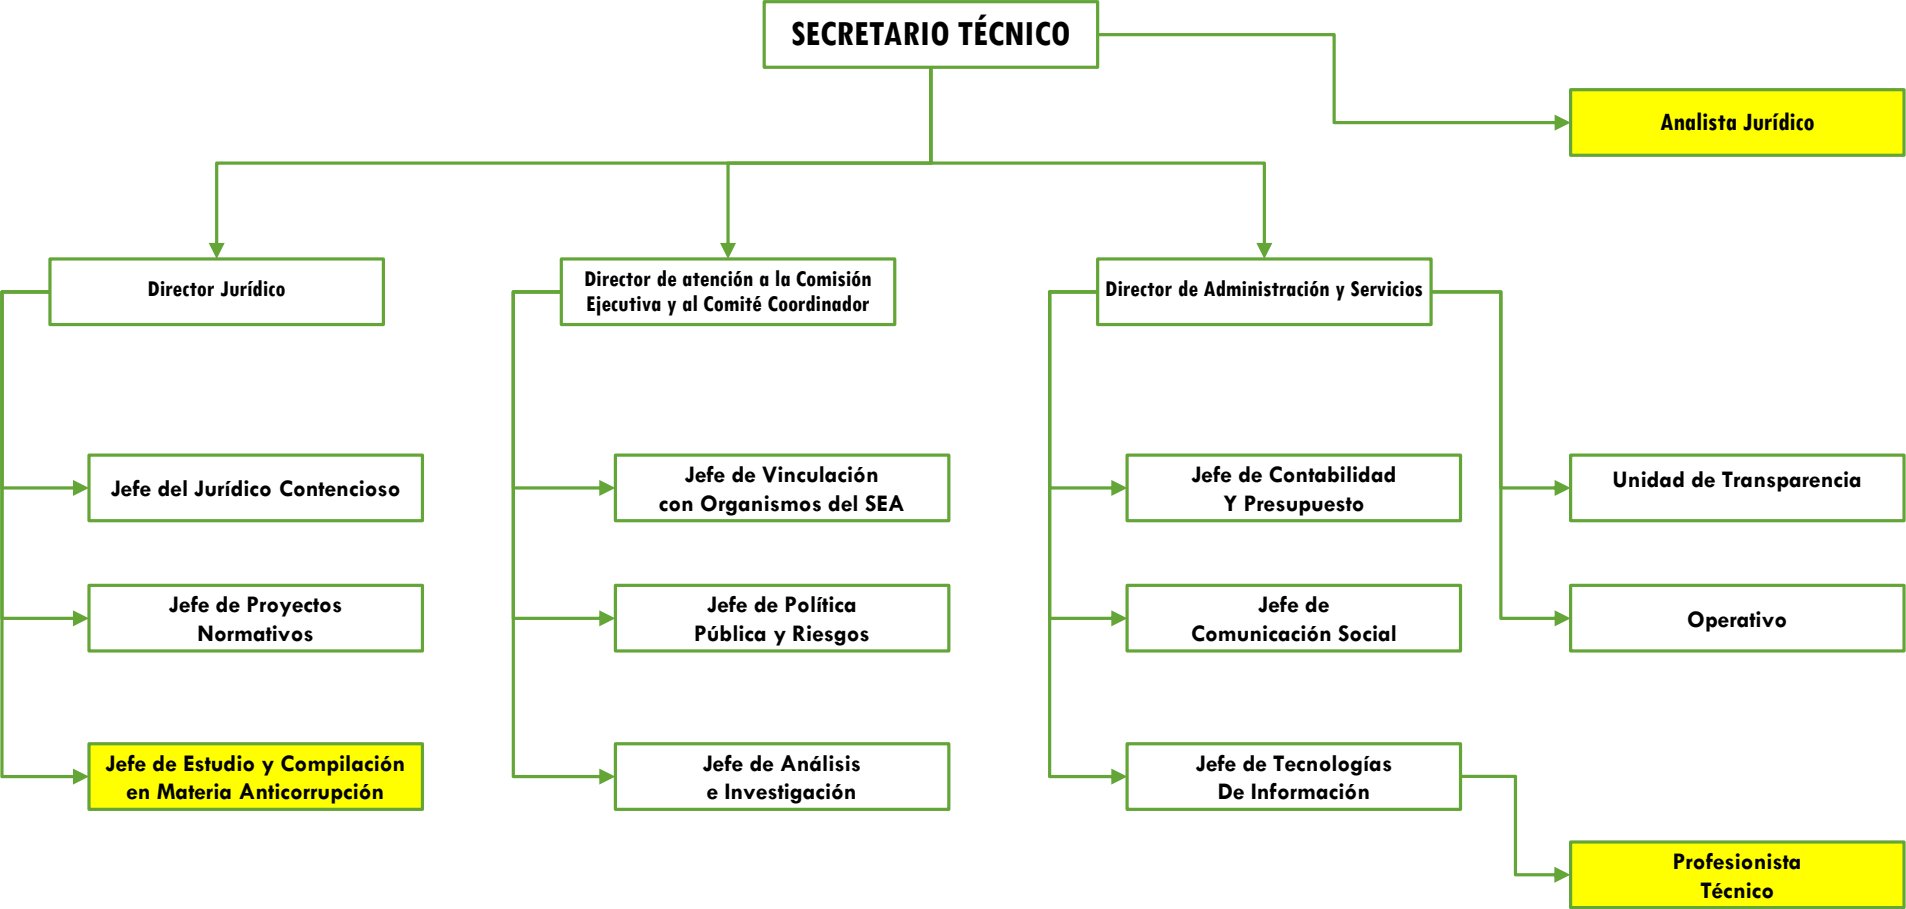 SECRETARIO TÉCNICO
Analista Jurídico
Director Jurídico
Director de atención a la Comisión
Ejecutiva y al Comité Coordinador
Director de Administración y Servicios
Jefe del Jurídico Contencioso
Jefe de Vinculación
con Organismos del SEA
Jefe de Contabilidad
Y Presupuesto
Unidad de Transparencia
Jefe de Proyectos
Normativos
Jefe de Política
Pública y Riesgos
Jefe de
Comunicación Social
Operativo
Jefe de Estudio y Compilación
en Materia Anticorrupción
Jefe de Análisis
e Investigación
Jefe de Tecnologías
De Información
Profesionista
Técnico